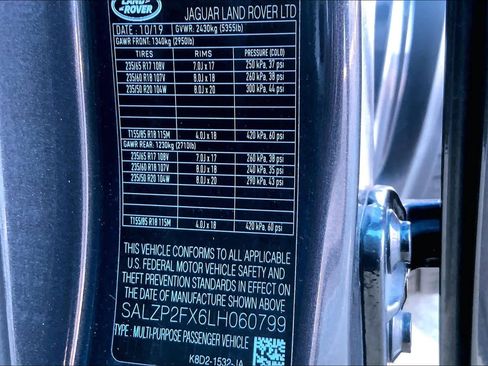 LAND ROVER
JAGUAR LAND ROVER LTD
DATE : 10/19 GVWR: 2430kg (5355lb)
GAWR FRONT: 1340kg (2950lb)
TIRES RIMS PRESSURE (COLD)
235/65 R17 108V 7.0J x 17 250 kPa, 37 psi
235/60 R18 107V 8.0J x 18 260 kPa, 38 psi
235/50 R20 104W 8.0J x 20 300 kPa, 44 psi
T155/85 R18 115M 4.0J x 18 420 kPa, 60 psi
GAWR REAR: 1230kg (2710lb)
235/65 R17 108V 7.0J x 17 260 kPa, 38 psi
235/60 R18 107V 8.0J x 18 240 kPa, 35 psi
235/50 R20 104W 8.0J x 20 290 kPa, 43 psi
T155/85 R18 115M 4.0J x 18 420 kPa, 60 psi
THIS VEHICLE CONFORMS TO ALL APPLICABLE
U.S. FEDERAL MOTOR VEHICLE SAFETY AND
THEFT PREVENTION STANDARDS IN EFFECT ON
THE DATE OF MANUFACTURE SHOWN ABOVE
SALZP2FX6LH060799
TYPE : MULTI-PURPOSE PASSENGER VEHICLE
K8D2-1532-JA